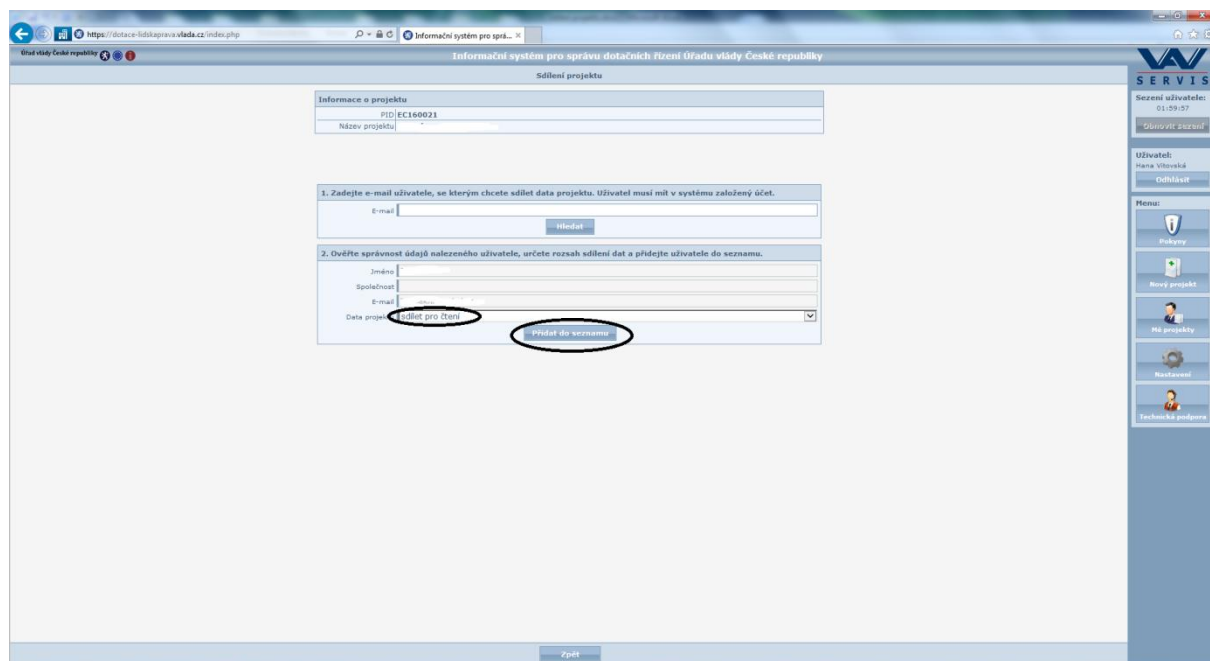 https://dotace-lidskaprava.vlada.cz/index.php
Informační systém pro sprá...
Úřad vlády České republiky
Informační systém pro správu dotačních řízení Úřadu vlády České republiky
Sdílení projektu
SERVIS
Sezení uživatele:
01:59:57
Obnovit sezení
Uživatel:
Hana Vitovská
Odhlásit
Menu:
Pokyny
Nový projekt
Mé projekty
Nastavení
Technická podpora
Informace o projektu
PID EC160021
Název projektu
1. Zadejte e-mail uživatele, se kterým chcete sdílet data projektu. Uživatel musí mít v systému založený účet.
E-mail
Hledat
2. Ověřte správnost údajů nalezeného uživatele, určete rozsah sdílení dat a přidejte uživatele do seznamu.
Jméno
Společnost
E-mail
Data projektu sdílet pro čtení
Přidat do seznamu
Zpět